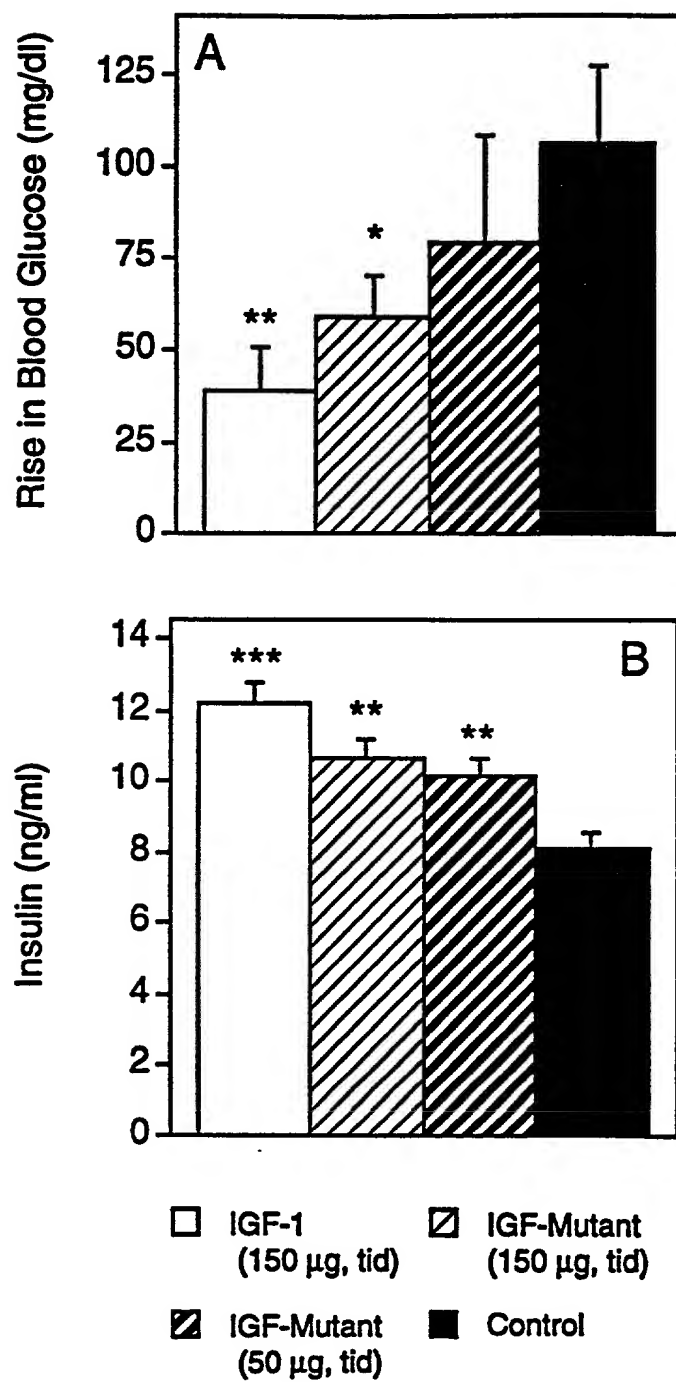 A
Rise in Blood Glucose (mg/dl)
125
100
75
50
25
0
**
*
B
Insulin (ng/ml)
14
12
10
8
6
4
2
0
***
**
**
IGF-1
(150 µg, tid)
IGF-Mutant
(150 µg, tid)
IGF-Mutant
(50 µg, tid)
Control